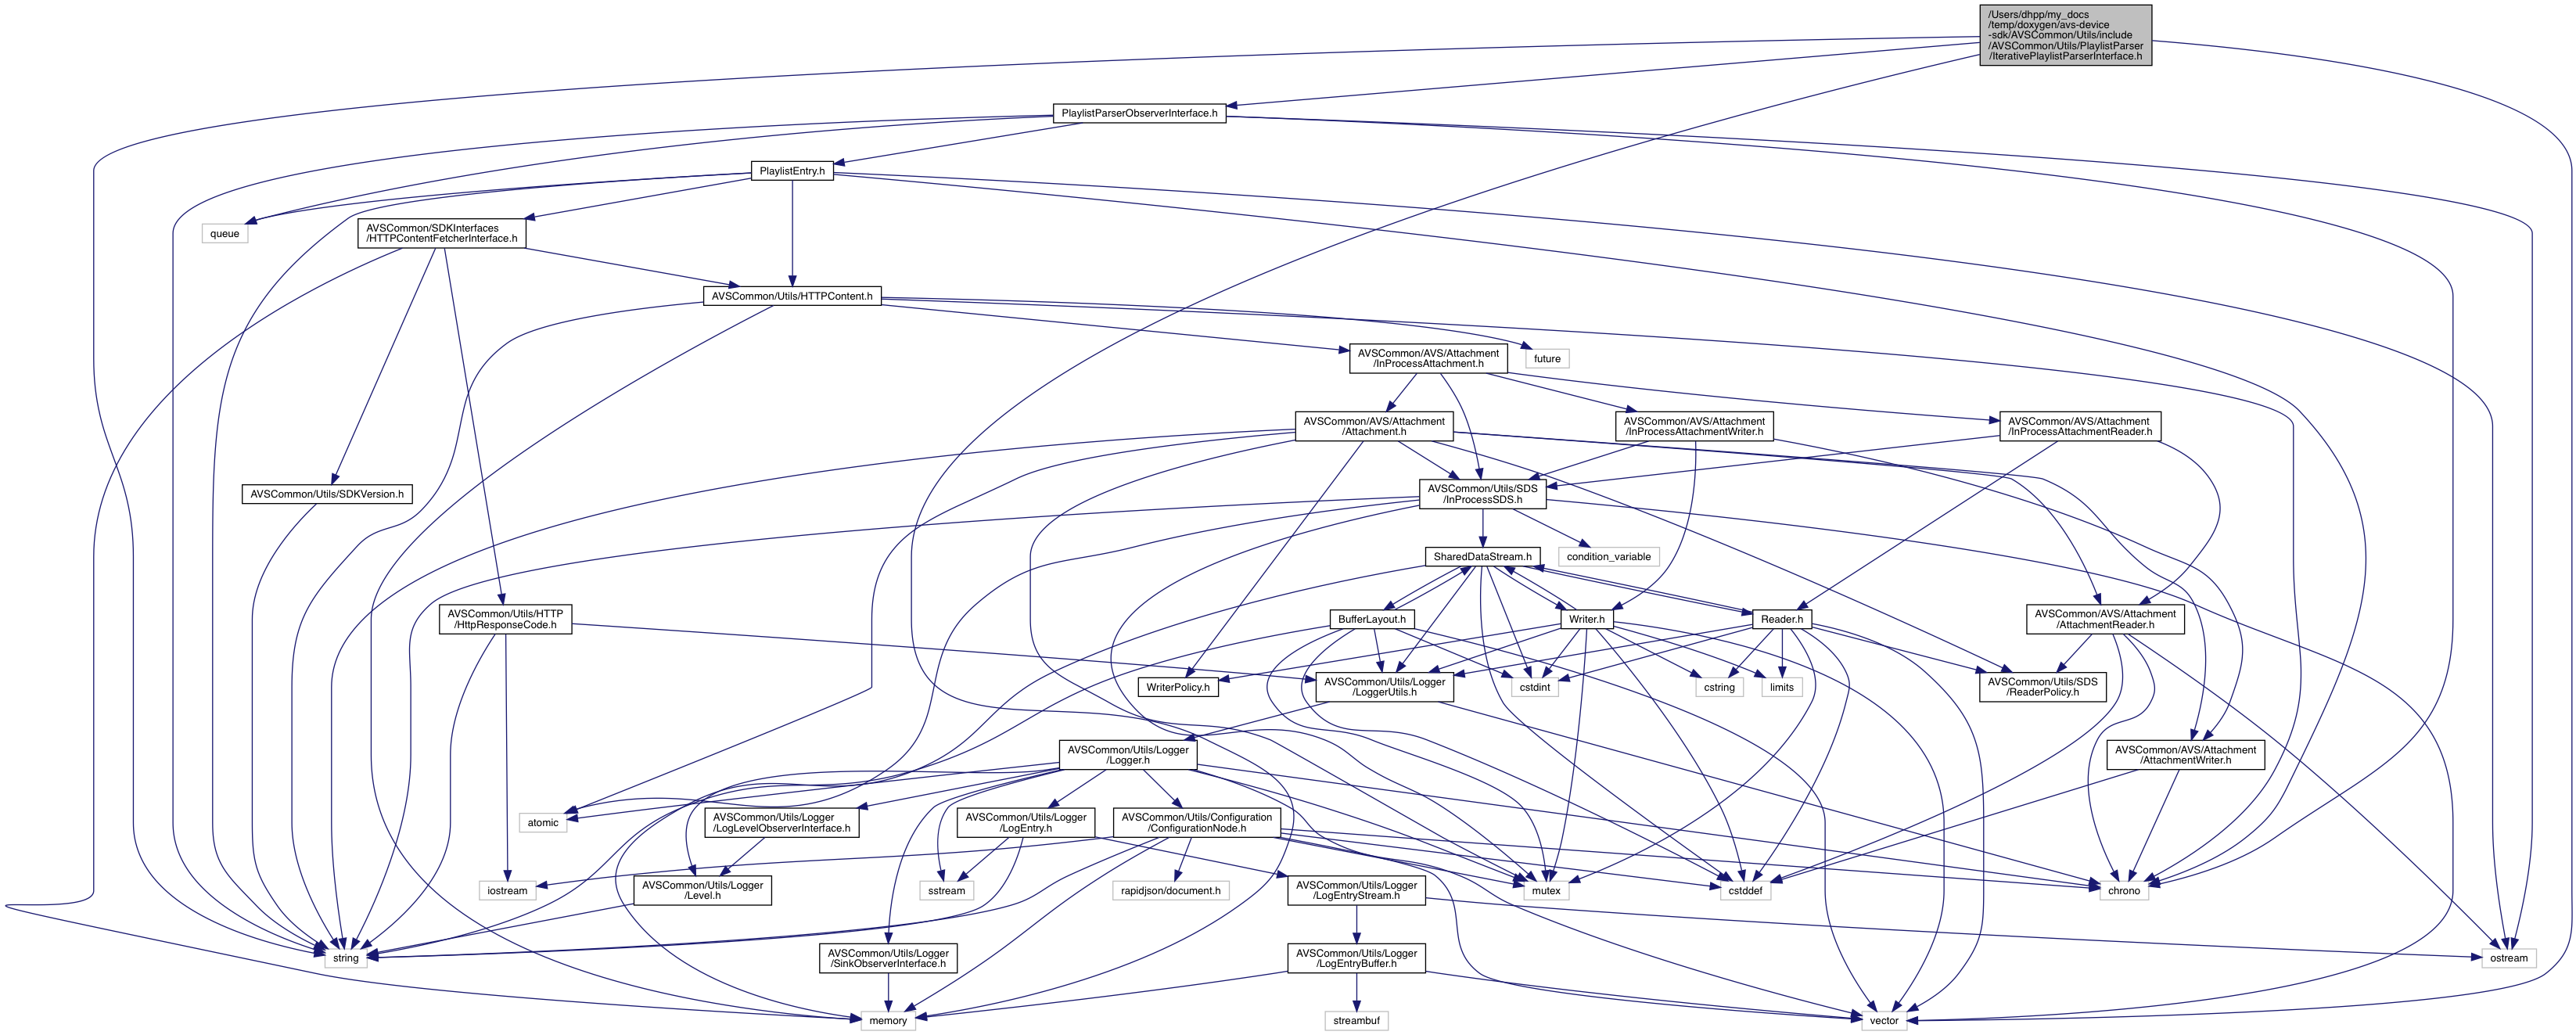 /Users/dhpp/my_docs
/temp/doxygen/avs-device
-sdk/AVSCommon/Utils/include
/AVSCommon/Utils/PlaylistParser
/IterativePlaylistParserInterface.h
PlaylistParserObserverInterface.h
PlaylistEntry.h
queue
AVSCommon/SDKInterfaces
/HTTPContentFetcherInterface.h
AVSCommon/Utils/HTTPContent.h
AVSCommon/AVS/Attachment
/InProcessAttachment.h
future
AVSCommon/AVS/Attachment
/Attachment.h
AVSCommon/AVS/Attachment
/InProcessAttachmentWriter.h
AVSCommon/AVS/Attachment
/InProcessAttachmentReader.h
AVSCommon/Utils/SDKVersion.h
AVSCommon/Utils/SDS
/InProcessSDS.h
SharedDataStream.h
condition_variable
AVSCommon/Utils/HTTP
/HttpResponseCode.h
BufferLayout.h
Writer.h
Reader.h
AVSCommon/AVS/Attachment
/AttachmentReader.h
WriterPolicy.h
AVSCommon/Utils/Logger
/LoggerUtils.h
cstdint
cstring
limits
AVSCommon/Utils/SDS
/ReaderPolicy.h
AVSCommon/Utils/Logger
/Logger.h
AVSCommon/AVS/Attachment
/AttachmentWriter.h
atomic
AVSCommon/Utils/Logger
/LogLevelObserverInterface.h
AVSCommon/Utils/Logger
/LogEntry.h
AVSCommon/Utils/Configuration
/ConfigurationNode.h
iostream
AVSCommon/Utils/Logger
/Level.h
sstream
rapidjson/document.h
AVSCommon/Utils/Logger
/LogEntryStream.h
mutex
cstddef
chrono
string
AVSCommon/Utils/Logger
/SinkObserverInterface.h
AVSCommon/Utils/Logger
/LogEntryBuffer.h
ostream
memory
streambuf
vector